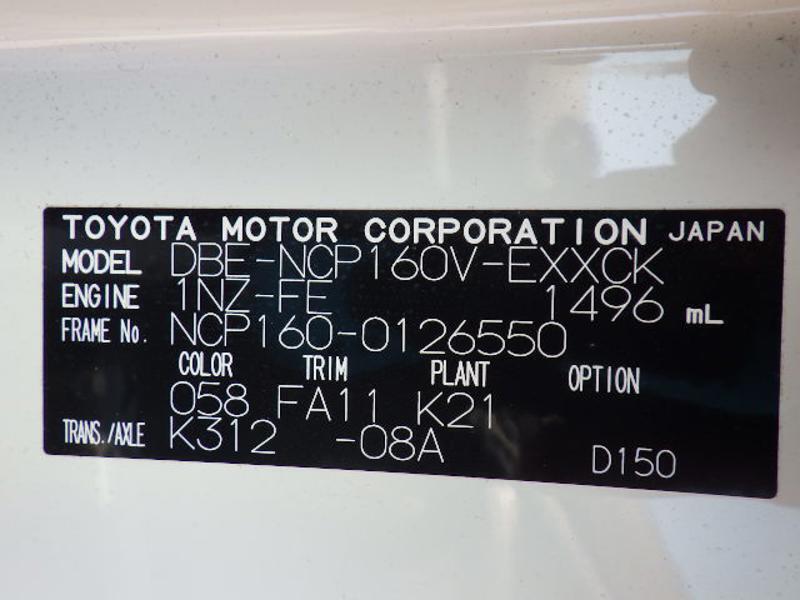 TOYOTA MOTOR CORPORATION JAPAN
MODEL DBE-NCP160V-EXXCK
ENGINE 1NZ-FE 1496 mL
FRAME No. NCP160-0126550
COLOR TRIM PLANT OPTION
058 FA11 K21
TRANS./AXLE K312 -08A D150